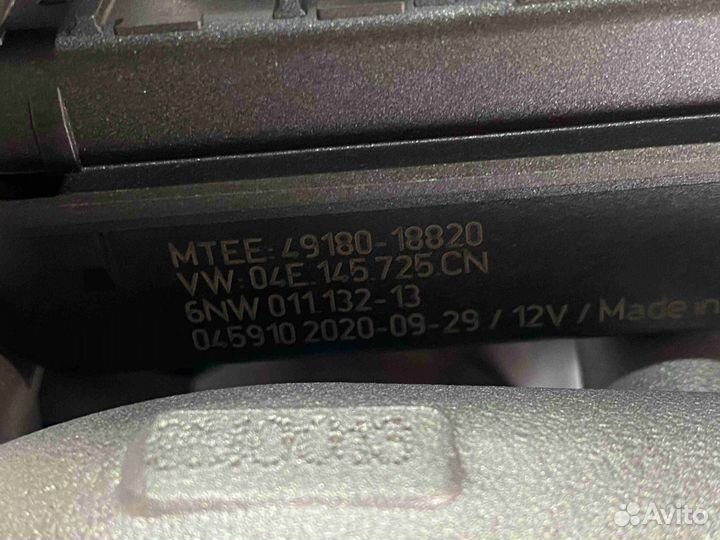 MTEE: 49180-18820
VW: 04E.145.725.CN
6NW 011.132-13
045910 2020-09-29 / 12V / Made in
Avito